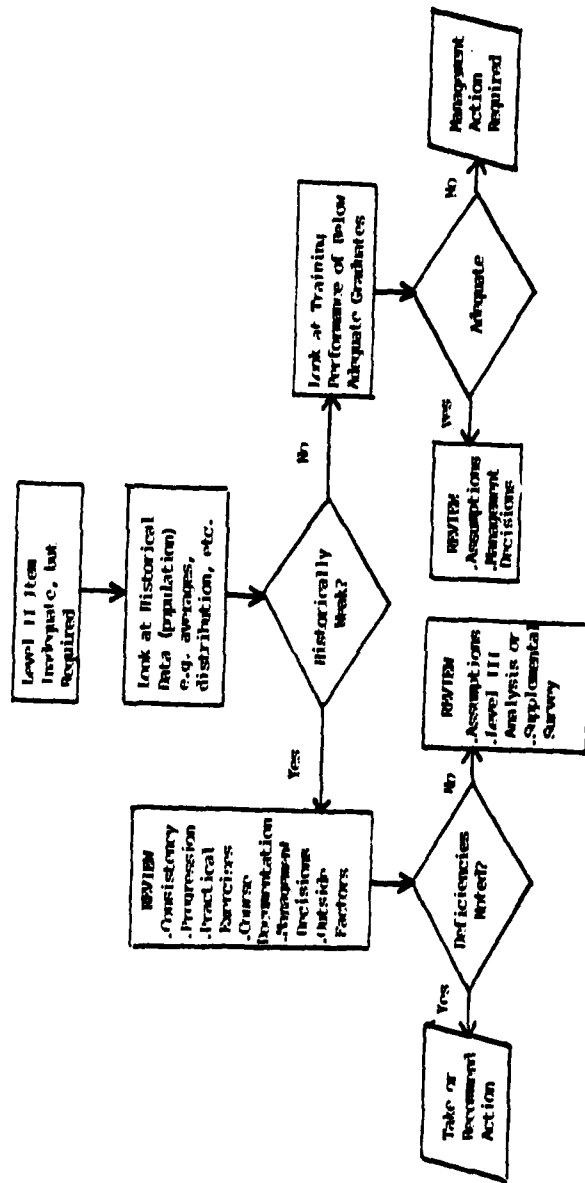 Level II Item
Inadequate, but
Required
Look at Historical
Data (population)
e.g. averages,
distribution, etc.
Historically
Weak?
Yes
No
REVIEW
.Consistency
.Progression
.Practical
Exercises
.Course
Documentation
.Management
Decisions
.Outside
Factors
Look at Training
Performance of Below
Adequate Graduates
Deficiencies
Noted?
Yes
No
Take or
Recommend
Action
REVIEW
.Assumptions
.Level III
Analysis or
.Supplemental
Survey
Adequate
yes
No
REVIEW
.Assumptions
.Management
Decisions
Management
Action
Required